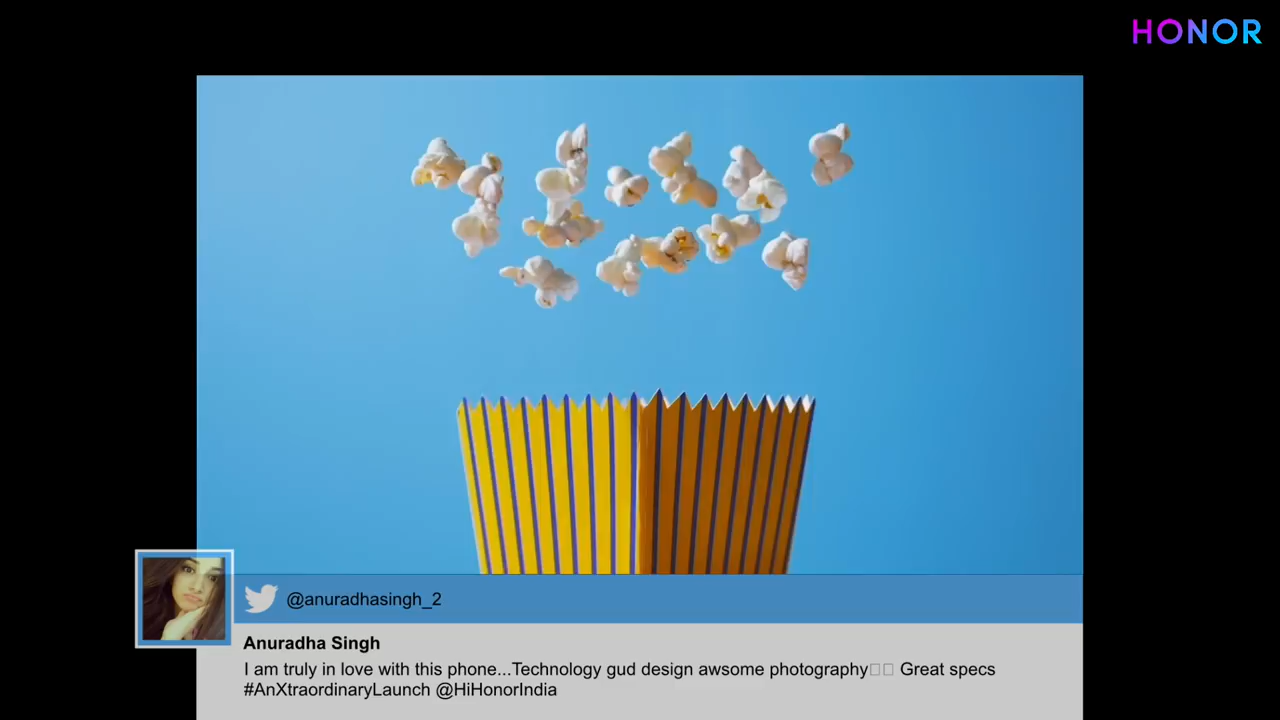 HONOR
@anuradhasingh_2
Anuradha Singh
I am truly in love with this phone...Technology gud design awsome photography□□ Great specs
#AnXtraordinaryLaunch @HiHonorIndia